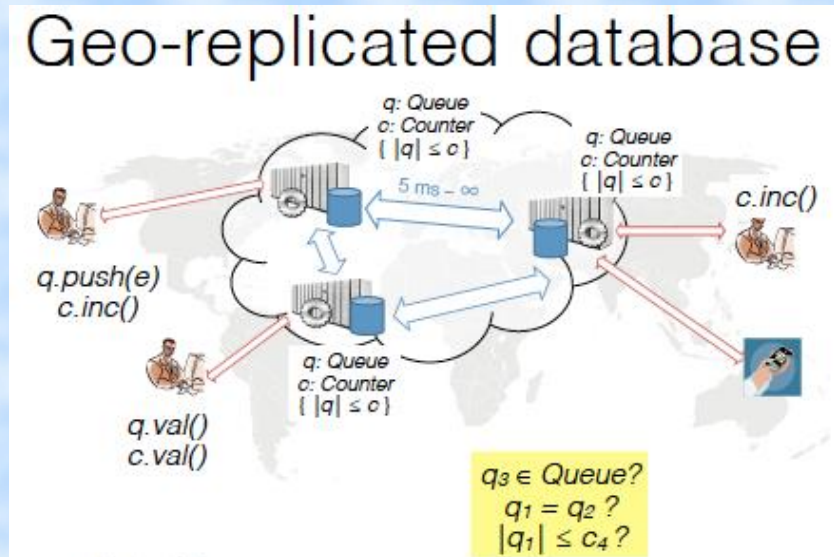 Geo-replicated database
q: Queue
c: Counter
{ |q| ≤ c }
q: Queue
c: Counter
{ |q| ≤ c }
5 ms – ∞
c.inc()
q.push(e)
c.inc()
q: Queue
c: Counter
{ |q| ≤ c }
q.val()
c.val()
q₃ ∈ Queue?
q₁ = q₂ ?
|q₁| ≤ c₄ ?